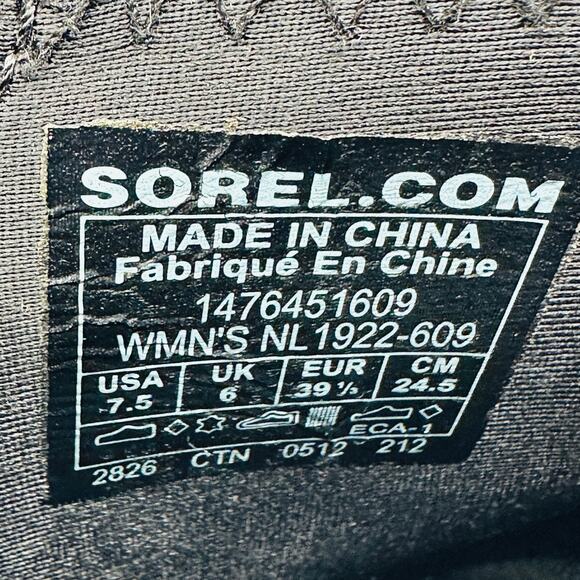 SOREL.COM
MADE IN CHINA
Fabriqué En Chine
1476451609
WMN'S NL1922-609
USA UK EUR CM
7.5 6 39 ⅓ 24.5
ECA-1
2826 CTN 0512 212